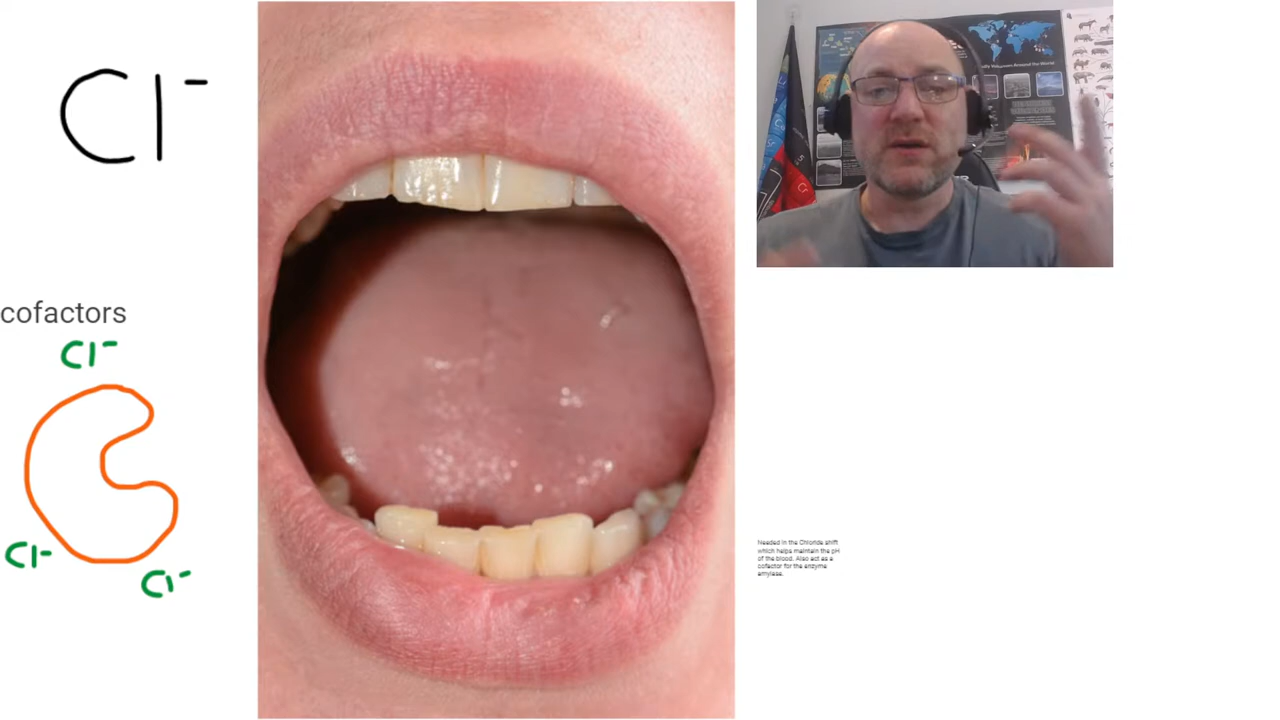 Cl⁻
cofactors
Cl⁻
Cl-
Cl⁻
Needed in the Chloride shift
which helps maintain the pH
of the blood. Also act as a
cofactor for the enzyme
amylase.